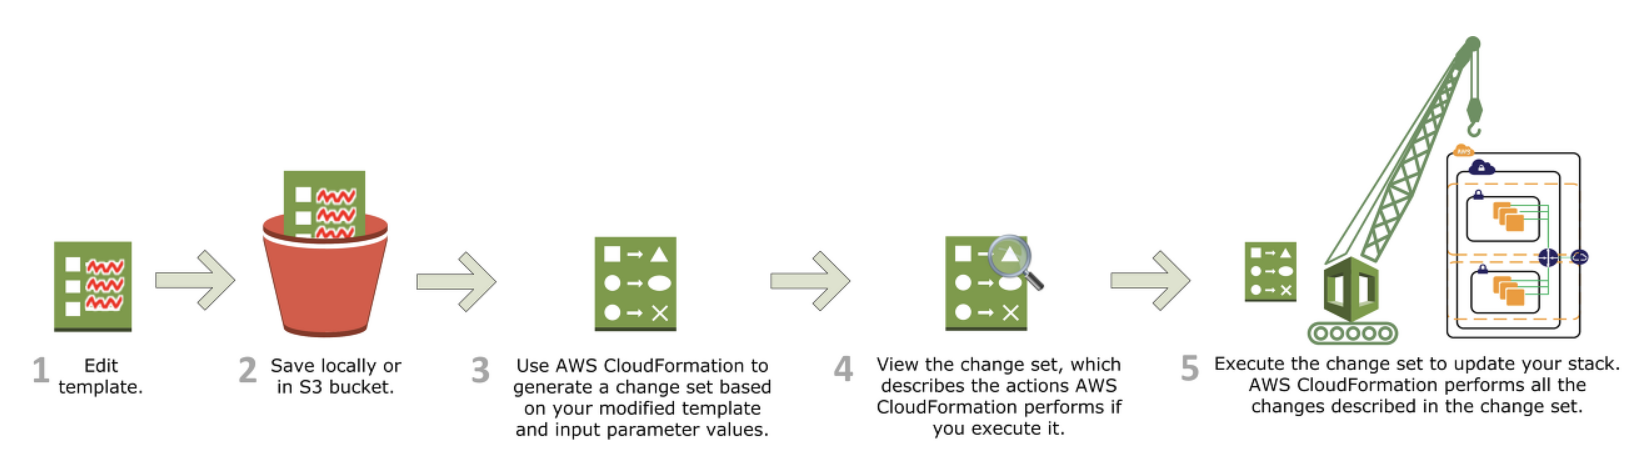 1
Edit
template.
2
Save locally or
in S3 bucket.
3
Use AWS CloudFormation to
generate a change set based
on your modified template
and input parameter values.
4
View the change set, which
describes the actions AWS
CloudFormation performs if
you execute it.
5
Execute the change set to update your stack.
AWS CloudFormation performs all the
changes described in the change set.
AWS